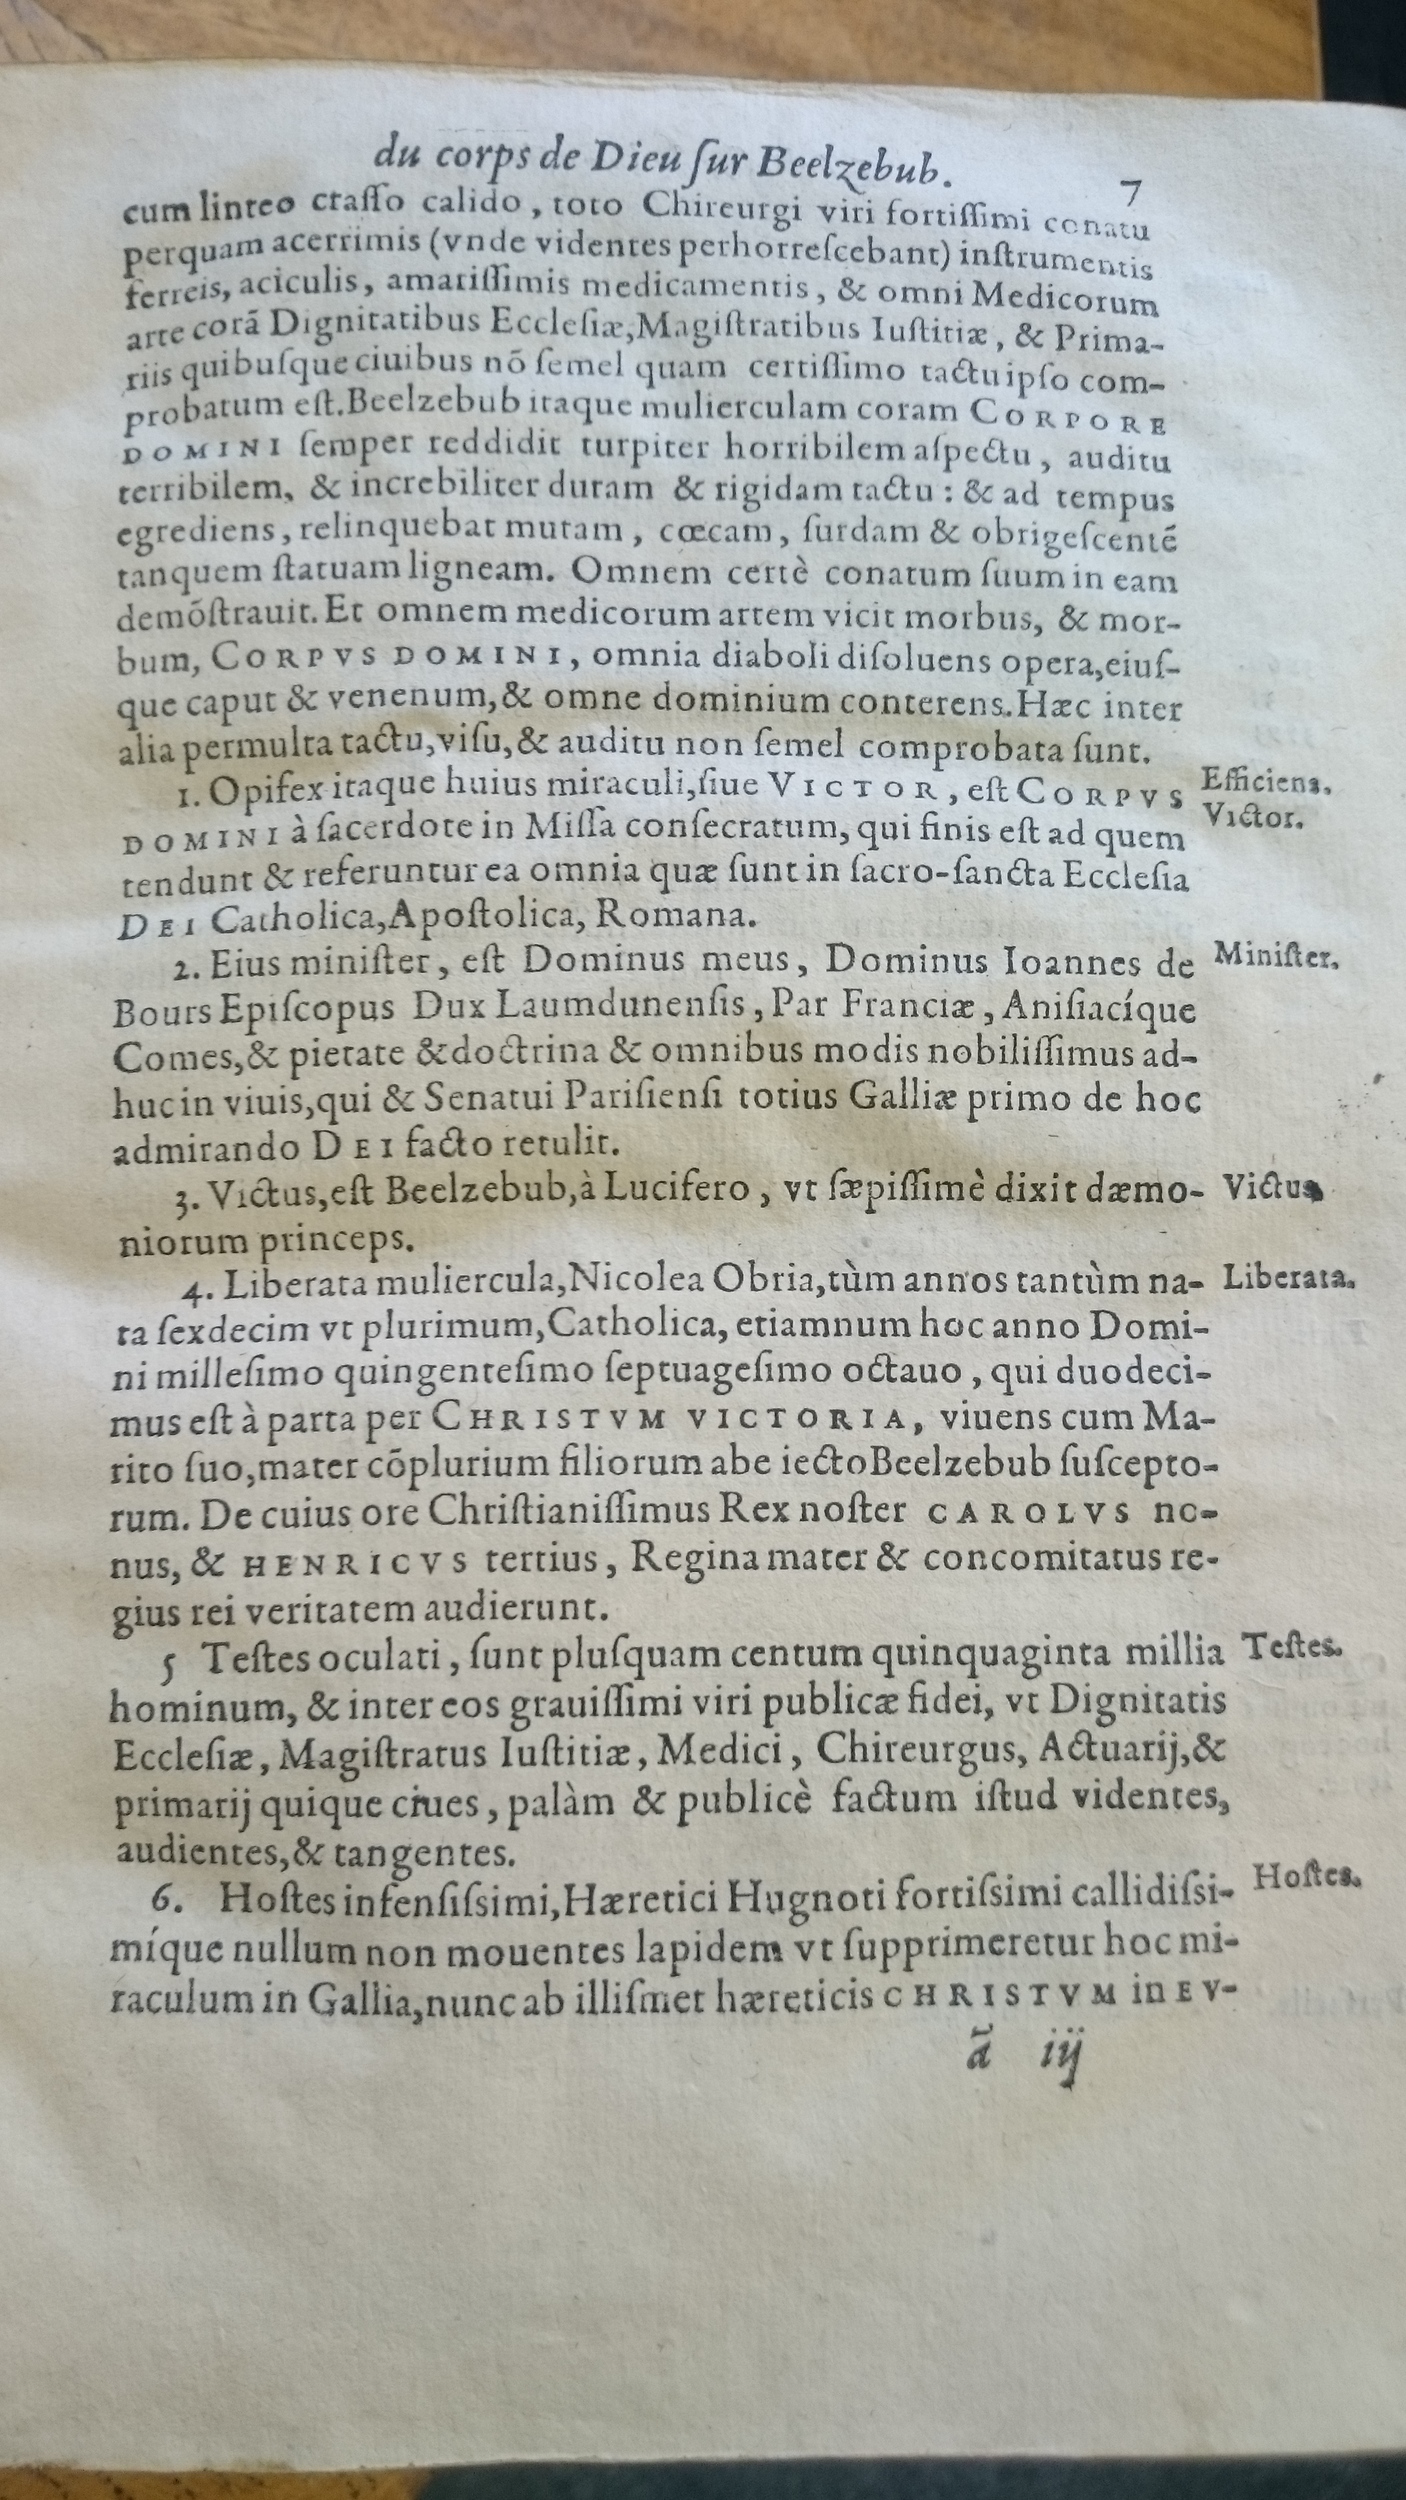 du corps de Dieu ſur Beelzebub. 7
cum linteo craſſo calido, toto Chireurgi viri fortiſſimi conatu
perquam acerrimis (vnde videntes perhorreſcebant) inſtrumentis
ferreis, aciculis, amariſſimis medicamentis, & omni Medicorum
arte corã Dignitatibus Eccleſiæ, Magiſtratibus Iuſtitiæ, & Prima-
riis quibuſque ciuibus nõ ſemel quam certiſſimo tactu ipſo com-
probatum eſt. Beelzebub itaque mulierculam coram CORPORE
DOMINI ſemper reddidit turpiter horribilem aſpectu, auditu
terribilem, & increbiliter duram & rigidam tactu: & ad tempus
egrediens, relinquebat mutam, cœcam, ſurdam & obrigeſcentẽ
tanquem ſtatuam ligneam. Omnem certè conatum ſuum in eam
demõſtrauit. Et omnem medicorum artem vicit morbus, & mor-
bum, CORPVS DOMINI, omnia diaboli diſoluens opera, eiuſ-
que caput & venenum, & omne dominium conterens. Hæc inter
alia permulta tactu, viſu, & auditu non ſemel comprobata ſunt.
1. Opifex itaque huius miraculi, ſiue VICTOR, eſt CORPVS
Efficiens.
Victor.
DOMINI à ſacerdote in Miſſa conſecratum, qui finis eſt ad quem
tendunt & referuntur ea omnia quæ ſunt in ſacro-ſancta Eccleſia
DEI Catholica, Apoſtolica, Romana.
2. Eius miniſter, eſt Dominus meus, Dominus Ioannes de
Miniſter.
Bours Epiſcopus Dux Laumdunenſis, Par Franciæ, Aniſiacíque
Comes, & pietate & doctrina & omnibus modis nobiliſſimus ad-
huc in viuis, qui & Senatui Pariſienſi totius Galliæ primo de hoc
admirando DEI facto retulit.
3. Victus, eſt Beelzebub, à Lucifero, vt ſæpiſſimè dixit dæmo-
Victus
niorum princeps.
4. Liberata muliercula, Nicolea Obria, tùm annos tantùm na-
Liberata.
ta ſexdecim vt plurimum, Catholica, etiamnum hoc anno Domi-
ni milleſimo quingenteſimo ſeptuageſimo octauo, qui duodeci-
mus eſt à parta per CHRISTVM VICTORIA, viuens cum Ma-
rito ſuo, mater cõplurium filiorum ab e iecto Beelzebub ſuſcepto-
rum. De cuius ore Chriſtianiſſimus Rex noſter CAROLVS no-
nus, & HENRICVS tertius, Regina mater & concomitatus re-
gius rei veritatem audierunt.
5 Teſtes oculati, ſunt pluſquam centum quinquaginta millia
Teſtes.
hominum, & inter eos grauiſſimi viri publicæ fidei, vt Dignitatis
Eccleſiæ, Magiſtratus Iuſtitiæ, Medici, Chireurgus, Actuarij, &
primarij quique ciues, palàm & publicè factum iſtud videntes,
audientes, & tangentes.
6. Hoſtes infenſiſsimi, Hæretici Hugnoti fortiſsimi callidiſsi-
Hoſtes.
míque nullum non mouentes lapidem vt ſupprimeretur hoc mi-
raculum in Gallia, nunc ab illiſmet hæreticis CHRISTVM in EV-
ã iij